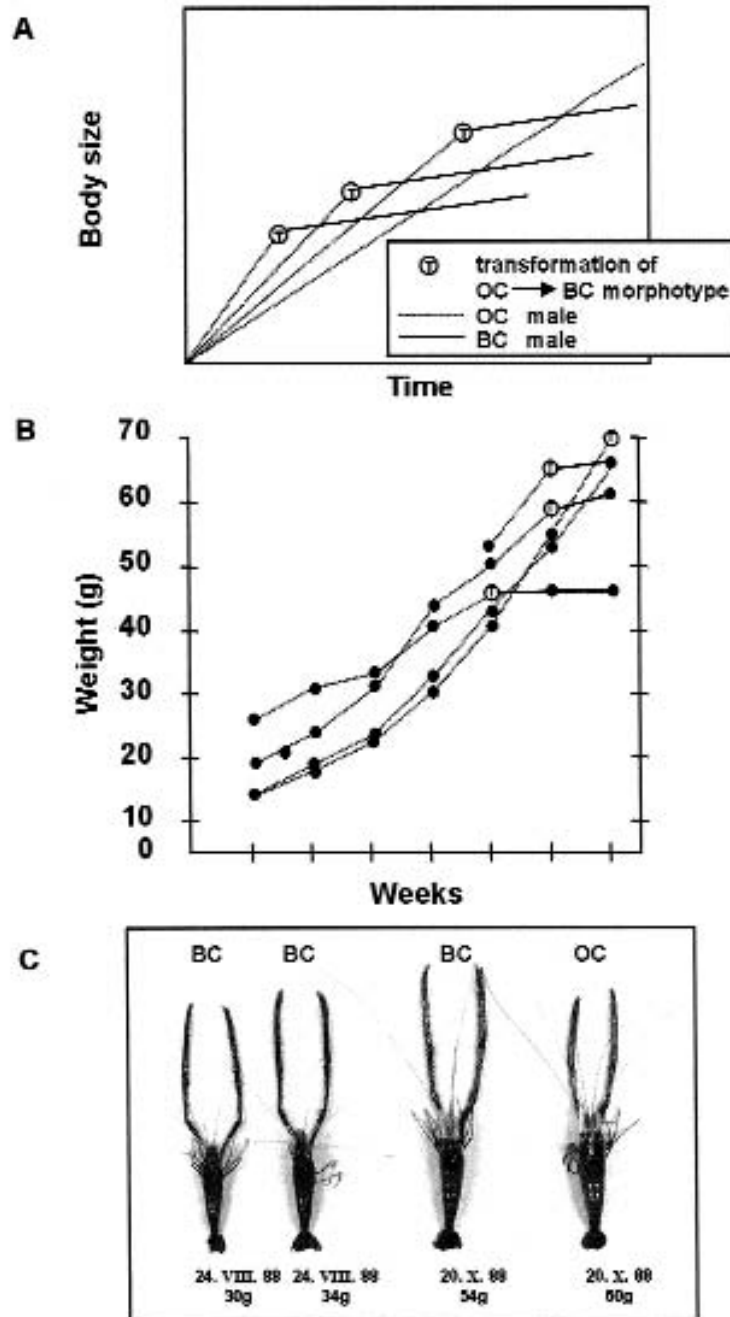 A
Body size
T
T
T
T transformation of
OC BC morphotype
OC male
BC male
Time
B
70
60
50
40
30
20
10
0
Weight (g)
Weeks
C
BC BC BC OC
24. VIII. 88 24. VIII. 88 20. X. 88 20. X. 88
30g 34g 54g 60g